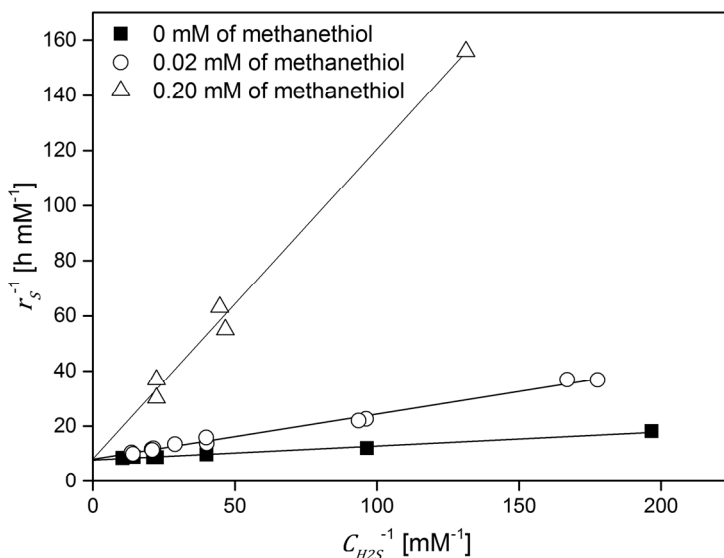 160
140
120
100
80
60
40
20
0
r_S^-1 [h mM^-1]
0 mM of methanethiol
0.02 mM of methanethiol
0.20 mM of methanethiol
0 50 100 150 200
C_H2S^-1 [mM^-1]